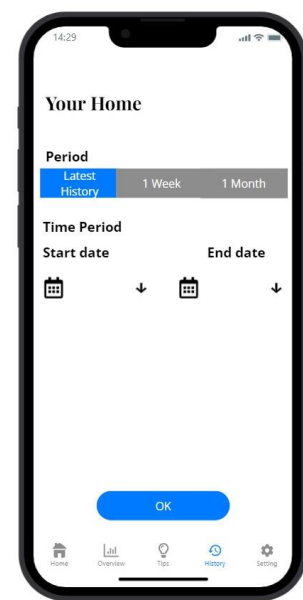 14:29
Your Home
Period
Latest
History
1 Week
1 Month
Time Period
Start date
End date
OK
Home
Overview
Tips
History
Setting